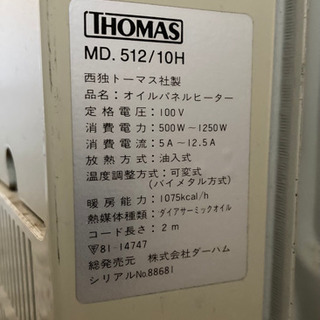 THOMAS
MD. 512/10H
西独トーマス社製
品名：オイルパネルヒーター
定格電圧：100V
消費電力：500W～1250W
消費電流：5A～12.5A
放熱方式：油入式
温度調整方式：可変式
(バイメタル方式)
暖房能力：1075kcal/h
熱媒体種類：ダイアサーミックオイル
コード長さ：2m
81-14747
総発売元 株式会社ダーハム
シリアルNo.88681